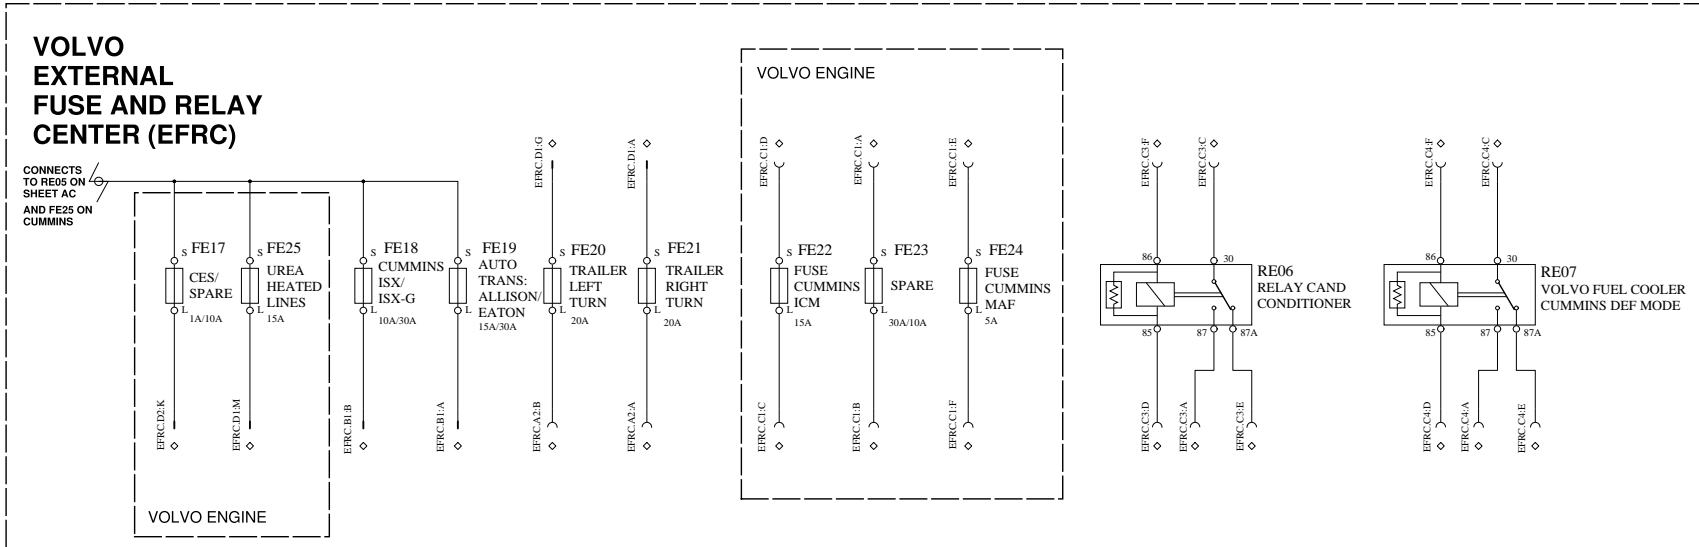 VOLVO
EXTERNAL
FUSE AND RELAY
CENTER (EFRC)
CONNECTS
TO RE05 ON
SHEET AC
AND FE25 ON
CUMMINS
VOLVO ENGINE
EFRC.D1:G
EFRC.D1:A
EFRC.C1:D
EFRC.C1:A
EFRC.C1:E
EFRC.C3:F
EFRC.C3:C
EFRC.C4:F
EFRC.C4:C
S FE17
CES/
SPARE
L
1A/10A
S FE25
UREA
HEATED
LINES
L
15A
S FE18
CUMMINS
ISX/
ISX-G
L
10A/30A
S FE19
AUTO
TRANS:
ALLISON/
EATON
L
15A/30A
S FE20
TRAILER
LEFT
TURN
L
20A
S FE21
TRAILER
RIGHT
TURN
L
20A
S FE22
FUSE
CUMMINS
ICM
L
15A
S FE23
SPARE
L
30A/10A
S FE24
FUSE
CUMMINS
MAF
L
5A
86
30
RE06
RELAY CAND
CONDITIONER
85
87
87A
86
30
RE07
VOLVO FUEL COOLER
CUMMINS DEF MODE
85
87
87A
EFRC.D2:K
EFRC.D1:M
EFRC.B1:B
EFRC.B1:A
EFRC.A2:B
EFRC.A2:A
EFRC.C1:C
EFRC.C1:B
EFRC.C1:F
EFRC.C3:D
EFRC.C3:A
EFRC.C3:E
EFRC.C4:D
EFRC.C4:A
EFRC.C4:E
VOLVO ENGINE